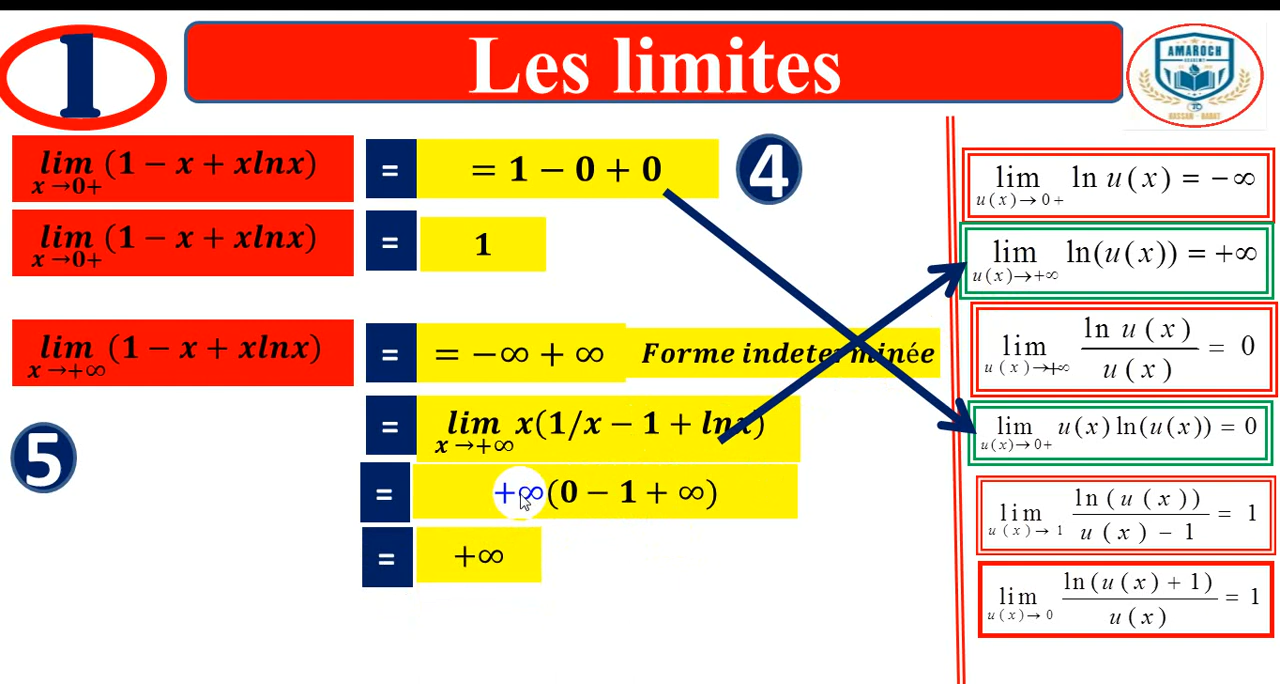 1
Les limites
AMAROCH
ACADEMY
lim x→0+ (1 − x + xlnx) = = 1 − 0 + 0
4
lim x→0+ (1 − x + xlnx) = 1
lim x→+∞ (1 − x + xlnx) = = −∞ + ∞ Forme indeterminée
= lim x→+∞ x(1/x − 1 + lnx)
5
= +∞(0 − 1 + ∞)
= +∞
lim u(x)→0+ ln u(x) = −∞
lim u(x)→+∞ ln(u(x)) = +∞
lim u(x)→+∞ ln u(x) / u(x) = 0
lim u(x)→0+ u(x)ln(u(x)) = 0
lim u(x)→1 ln(u(x)) / u(x) − 1 = 1
lim u(x)→0 ln(u(x)+1) / u(x) = 1